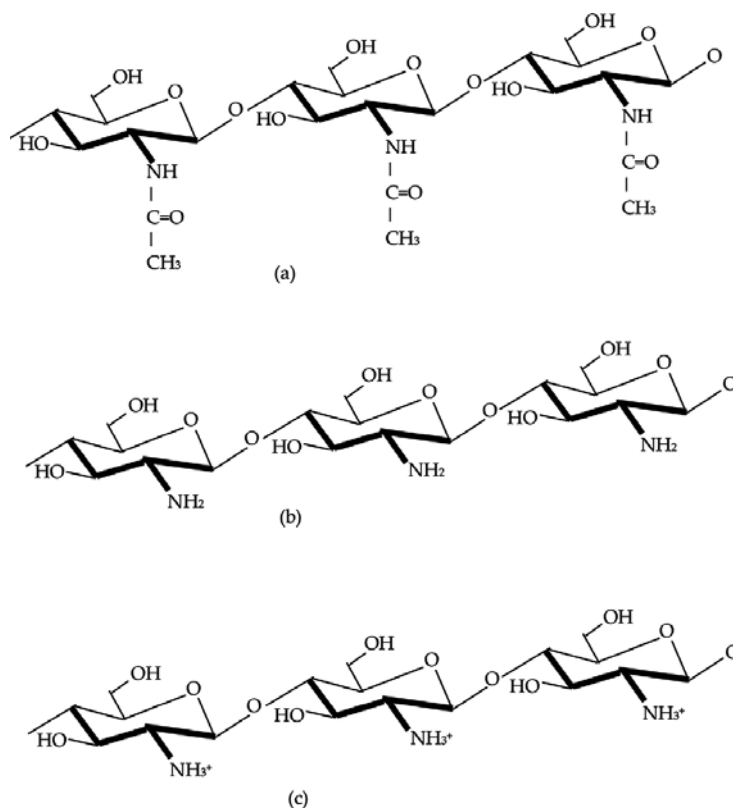 OH O OH O OH O O
HO O HO O HO
NH NH NH
C=O C=O C=O
CH₃ CH₃ CH₃
(a)
OH O OH O OH O O
HO O HO O HO
NH₂ NH₂ NH₂
(b)
OH O OH O OH O O
HO O HO O HO
NH₃⁺ NH₃⁺ NH₃⁺
(c)